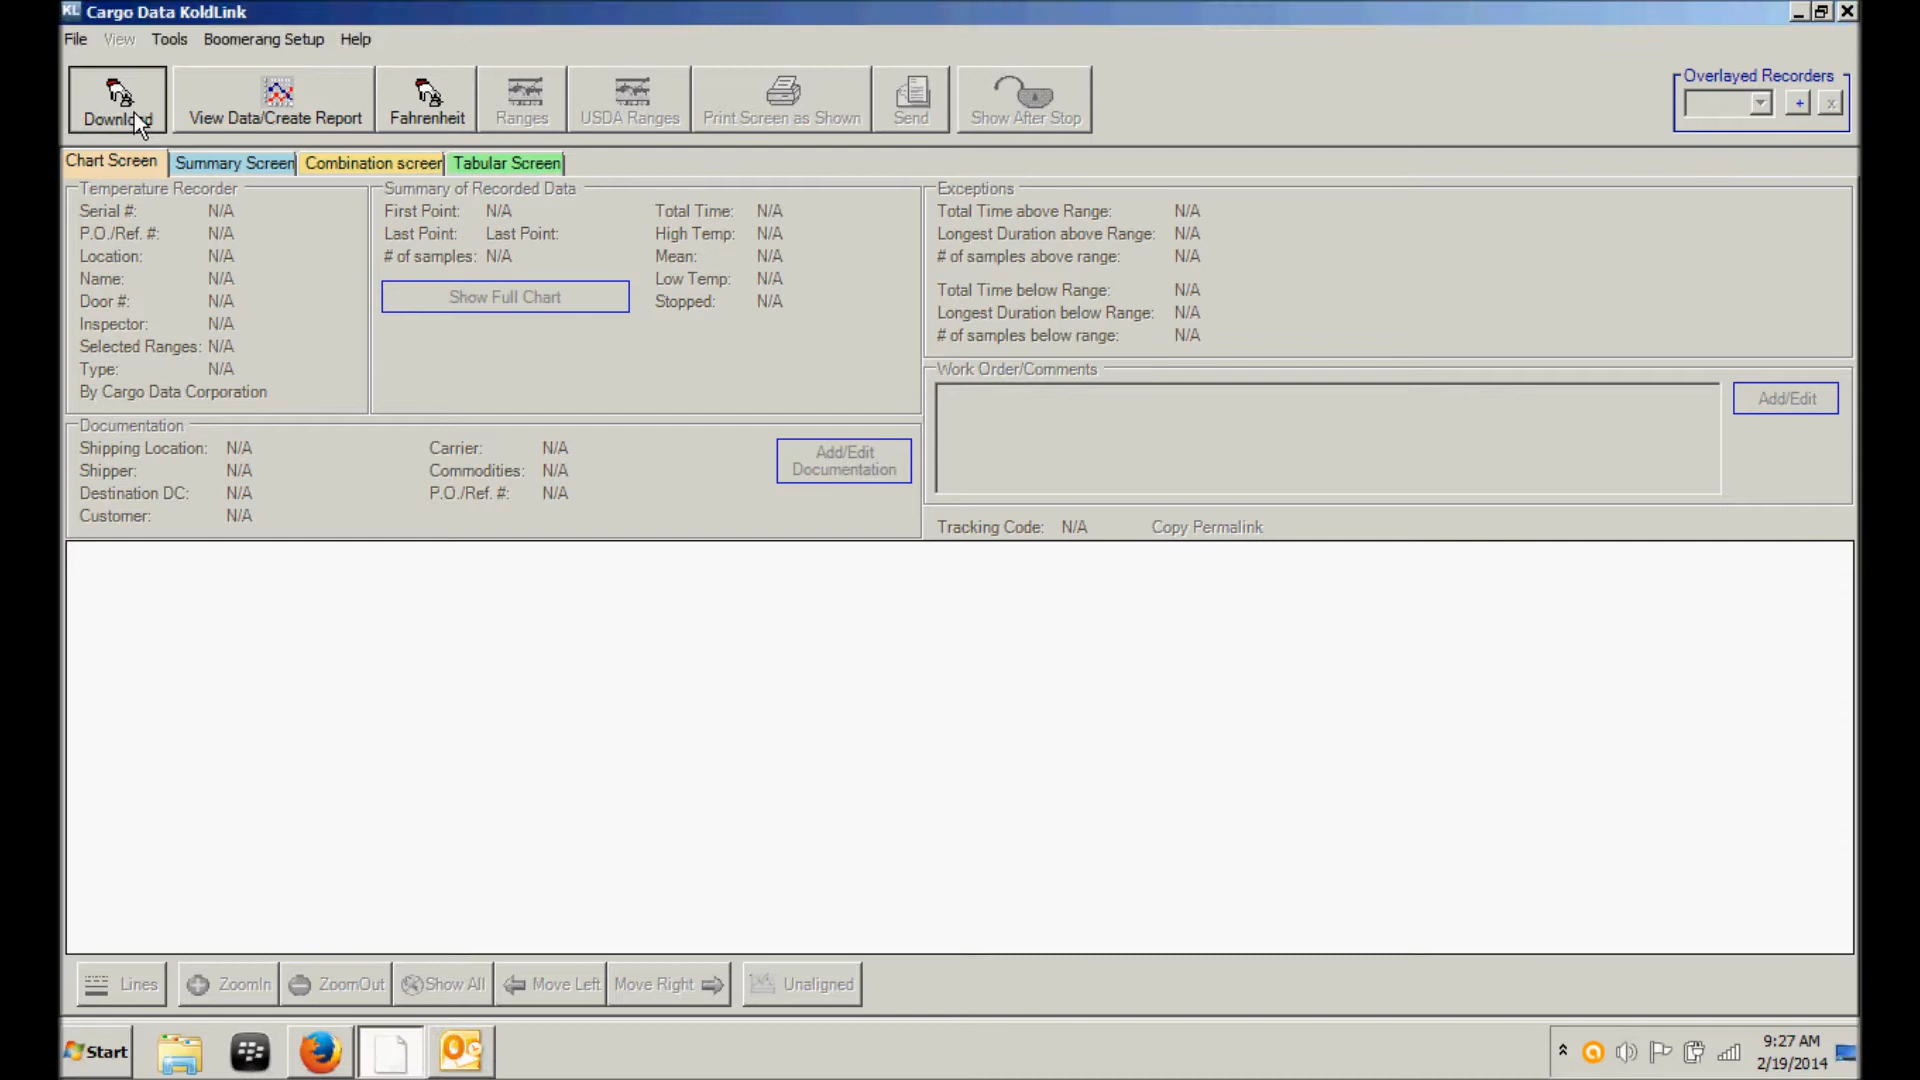 KL Cargo Data KoldLink
File View Tools Boomerang Setup Help
Download View Data/Create Report Fahrenheit Ranges USDA Ranges Print Screen as Shown Send Show After Stop
Overlayed Recorders
+ x
Chart Screen Summary Screen Combination screen Tabular Screen
Temperature Recorder
Serial #: N/A
P.O./Ref. #: N/A
Location: N/A
Name: N/A
Door #: N/A
Inspector: N/A
Selected Ranges: N/A
Type: N/A
By Cargo Data Corporation
Summary of Recorded Data
First Point: N/A
Last Point: Last Point:
# of samples: N/A
Show Full Chart
Total Time: N/A
High Temp: N/A
Mean: N/A
Low Temp: N/A
Stopped: N/A
Exceptions
Total Time above Range: N/A
Longest Duration above Range: N/A
# of samples above range: N/A
Total Time below Range: N/A
Longest Duration below Range: N/A
# of samples below range: N/A
Work Order/Comments
Add/Edit
Documentation
Shipping Location: N/A
Shipper: N/A
Destination DC: N/A
Customer: N/A
Carrier: N/A
Commodities: N/A
P.O./Ref. #: N/A
Add/Edit
Documentation
Tracking Code: N/A Copy Permalink
Lines ZoomIn ZoomOut Show All Move Left Move Right Unaligned
Start
9:27 AM
2/19/2014